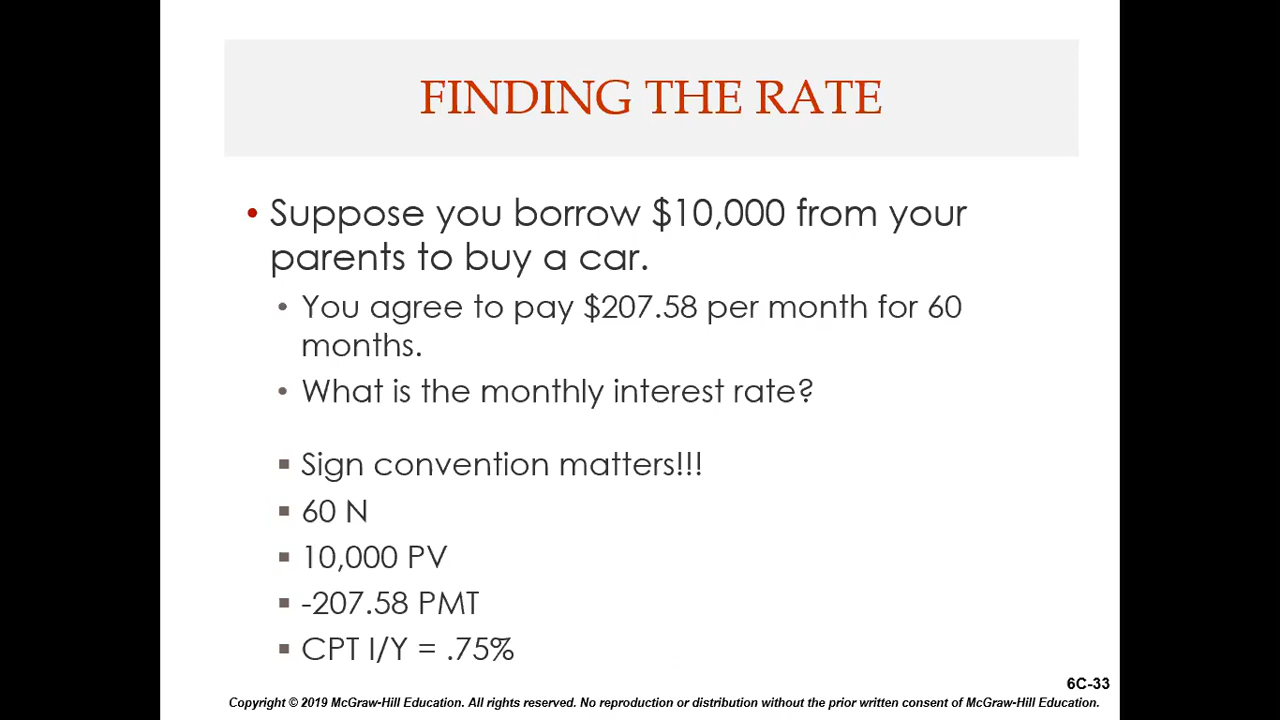 FINDING THE RATE
• Suppose you borrow $10,000 from your
parents to buy a car.
• You agree to pay $207.58 per month for 60
months.
• What is the monthly interest rate?
▪ Sign convention matters!!!
▪ 60 N
▪ 10,000 PV
▪ -207.58 PMT
▪ CPT I/Y = .75%
6C-33
Copyright © 2019 McGraw-Hill Education. All rights reserved. No reproduction or distribution without the prior written consent of McGraw-Hill Education.